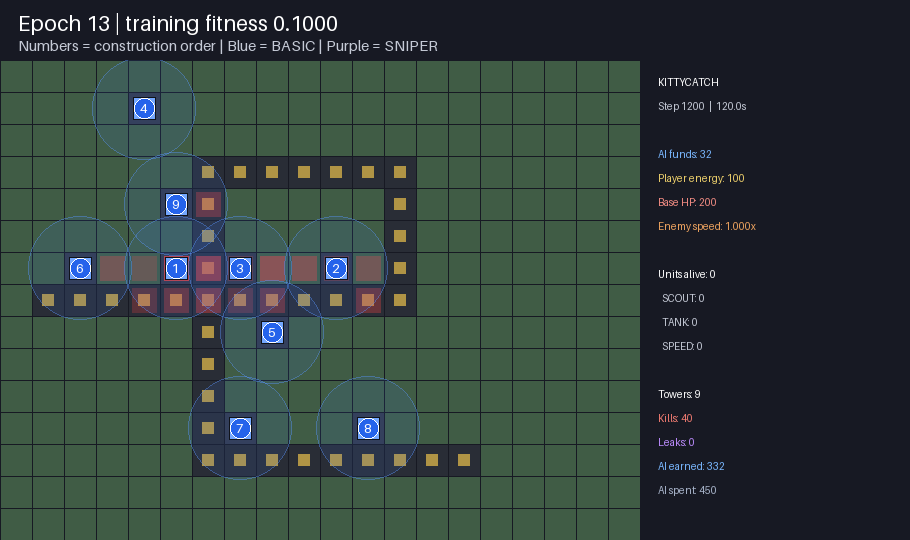 Epoch 13 | training fitness 0.1000
Numbers = construction order | Blue = BASIC | Purple = SNIPER
KITTYCATCH
Step 1200 | 120.0s
AI funds: 32
Player energy: 100
Base HP: 200
Enemy speed: 1.000x
Units alive: 0
SCOUT: 0
TANK: 0
SPEED: 0
Towers: 9
Kills: 40
Leaks: 0
AI earned: 332
AI spent: 450
4
9
6 1 3 2
5
7 8